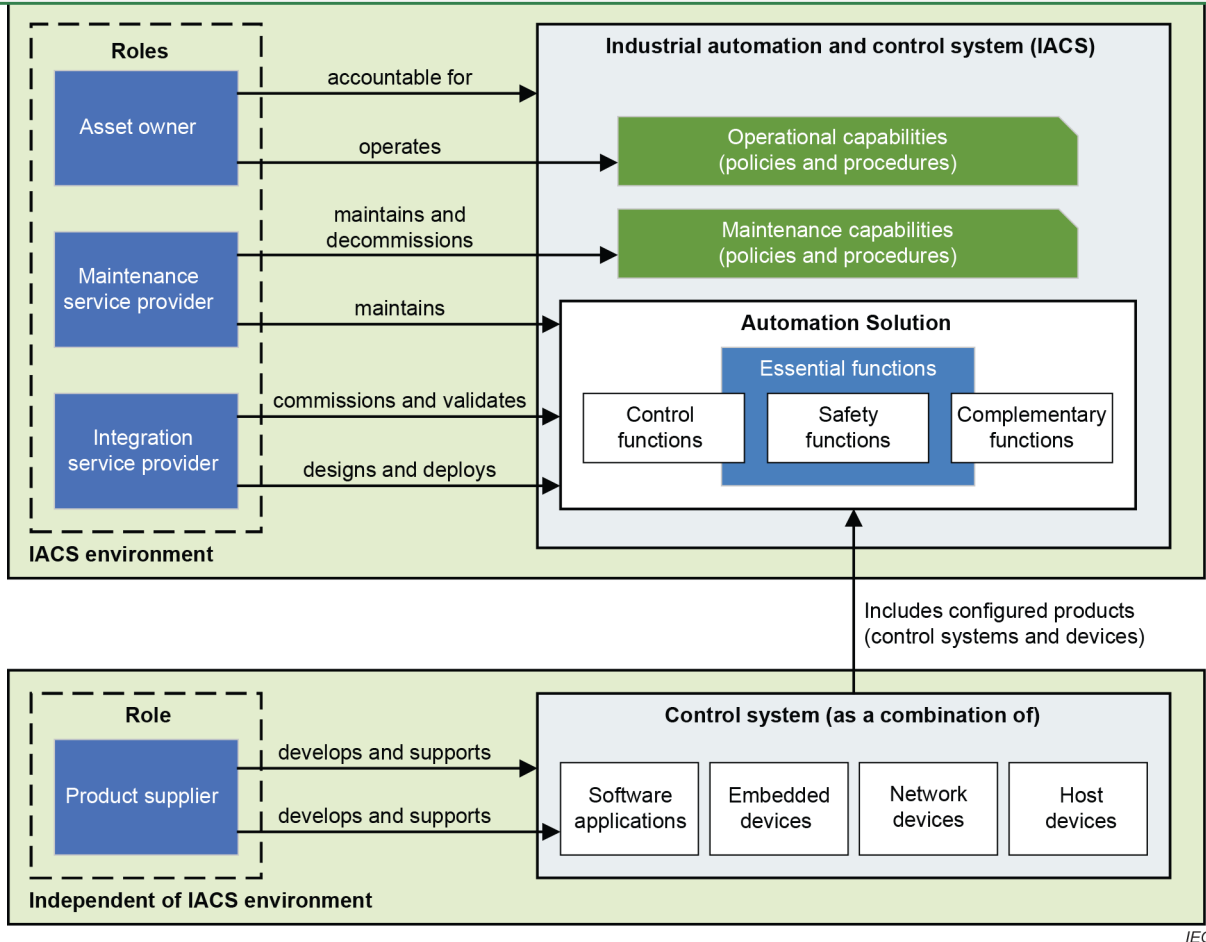 Roles
Asset owner
Maintenance
service provider
Integration
service provider
IACS environment
accountable for
operates
maintains and
decommissions
maintains
commissions and validates
designs and deploys
Industrial automation and control system (IACS)
Operational capabilities
(policies and procedures)
Maintenance capabilities
(policies and procedures)
Automation Solution
Essential functions
Control
functions
Safety
functions
Complementary
functions
Includes configured products
(control systems and devices)
Role
Product supplier
Independent of IACS environment
develops and supports
develops and supports
Control system (as a combination of)
Software
applications
Embedded
devices
Network
devices
Host
devices